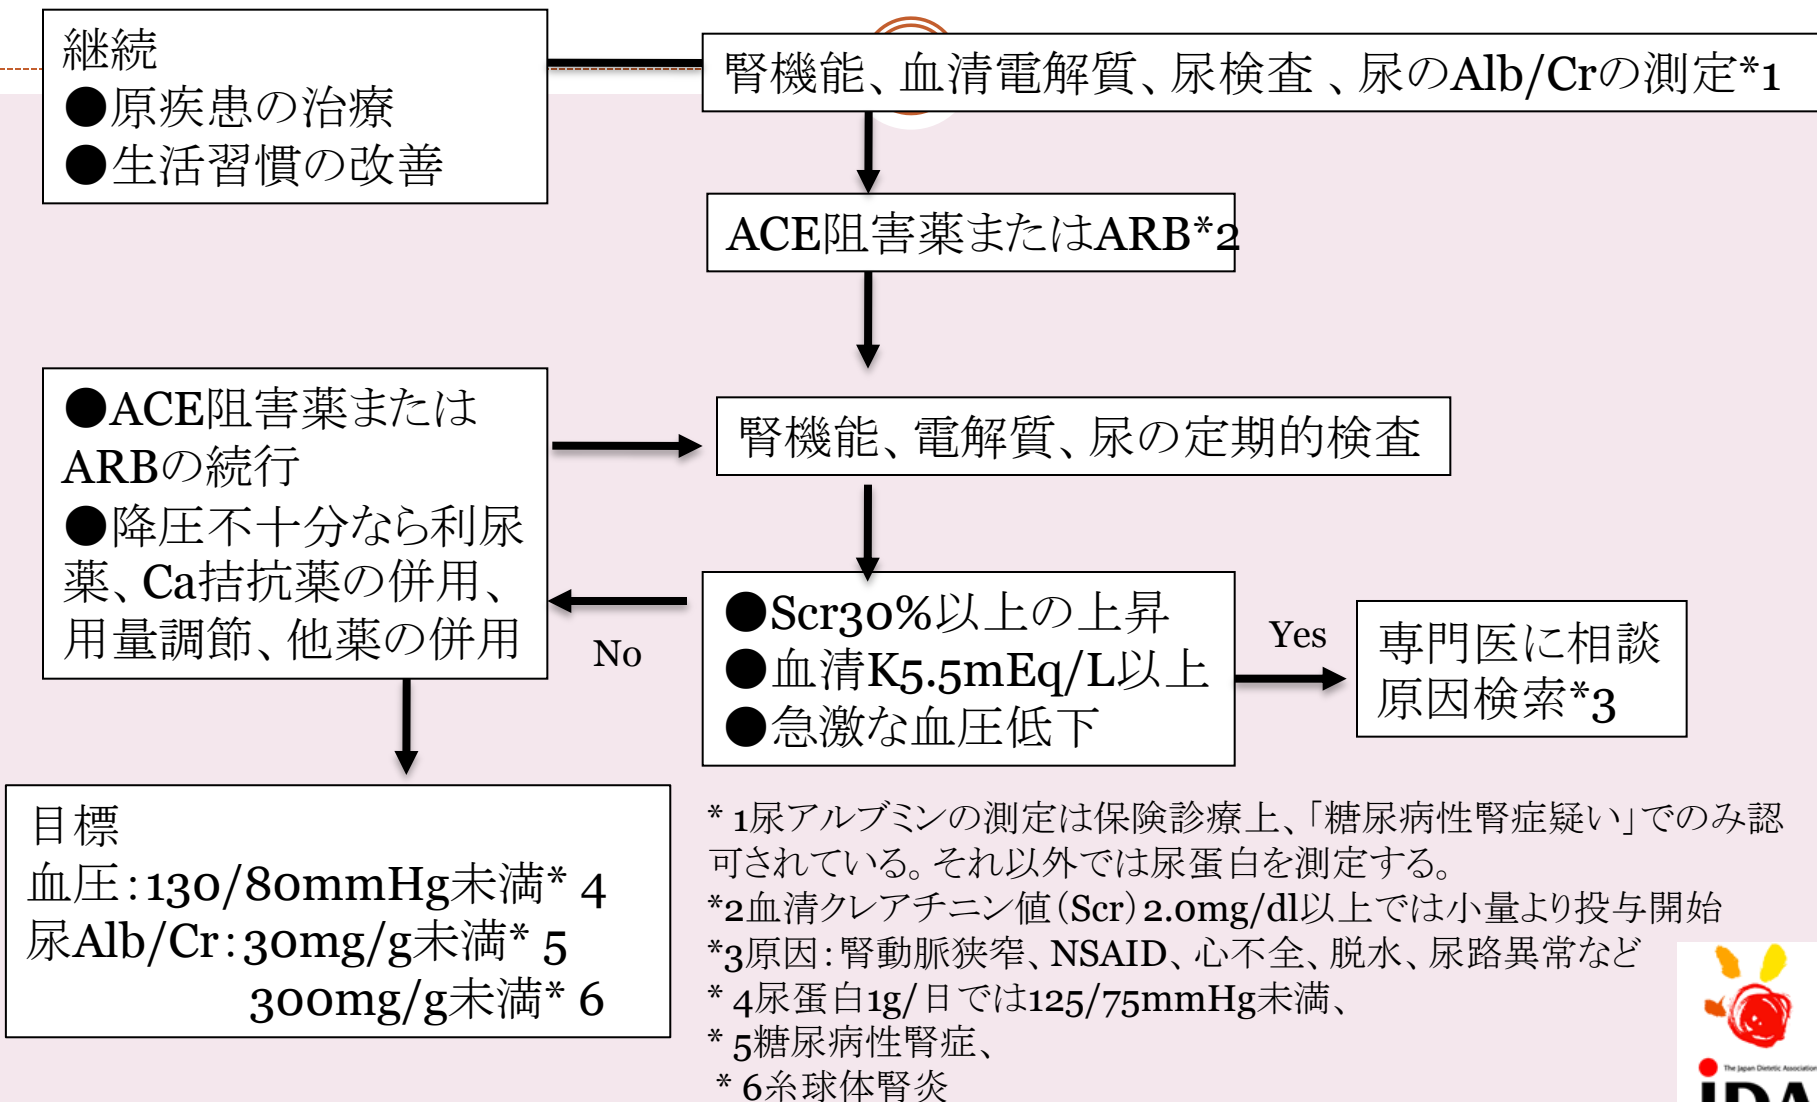 継続
●原疾患の治療
●生活習慣の改善
腎機能、血清電解質、尿検査、尿のAlb/Crの測定*1
ACE阻害薬またはARB*2
●ACE阻害薬または
ARBの続行
●降圧不十分なら利尿
薬、Ca拮抗薬の併用、
用量調節、他薬の併用
腎機能、電解質、尿の定期的検査
No
●Scr30%以上の上昇
●血清K5.5mEq/L以上
●急激な血圧低下
Yes
専門医に相談
原因検索*3
目標
血圧：130/80mmHg未満* 4
尿Alb/Cr：30mg/g未満* 5
300mg/g未満* 6
* 1尿アルブミンの測定は保険診療上、「糖尿病性腎症疑い」でのみ認
可されている。それ以外では尿蛋白を測定する。
*2血清クレアチニン値（Scr）2.0mg/dl以上では小量より投与開始
*3原因：腎動脈狭窄、NSAID、心不全、脱水、尿路異常など
* 4尿蛋白1g/日では125/75mmHg未満、
* 5糖尿病性腎症、
* 6糸球体腎炎
The Japan Dietetic Association
iDA